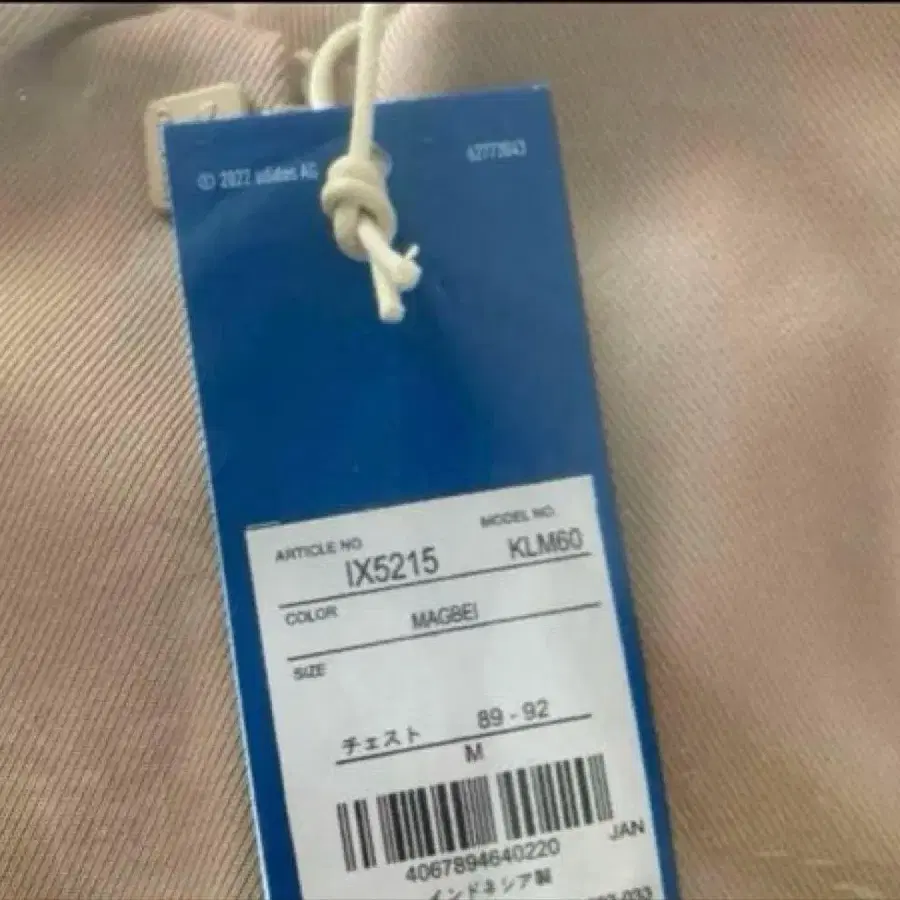 © 2022 adidas AG
62773043
ARTICLE NO.
MODEL NO.
IX5215
KLM60
COLOR
MAGBEI
SIZE
チェスト 89 - 92
M
4067894640220
JAN
インドネシア製